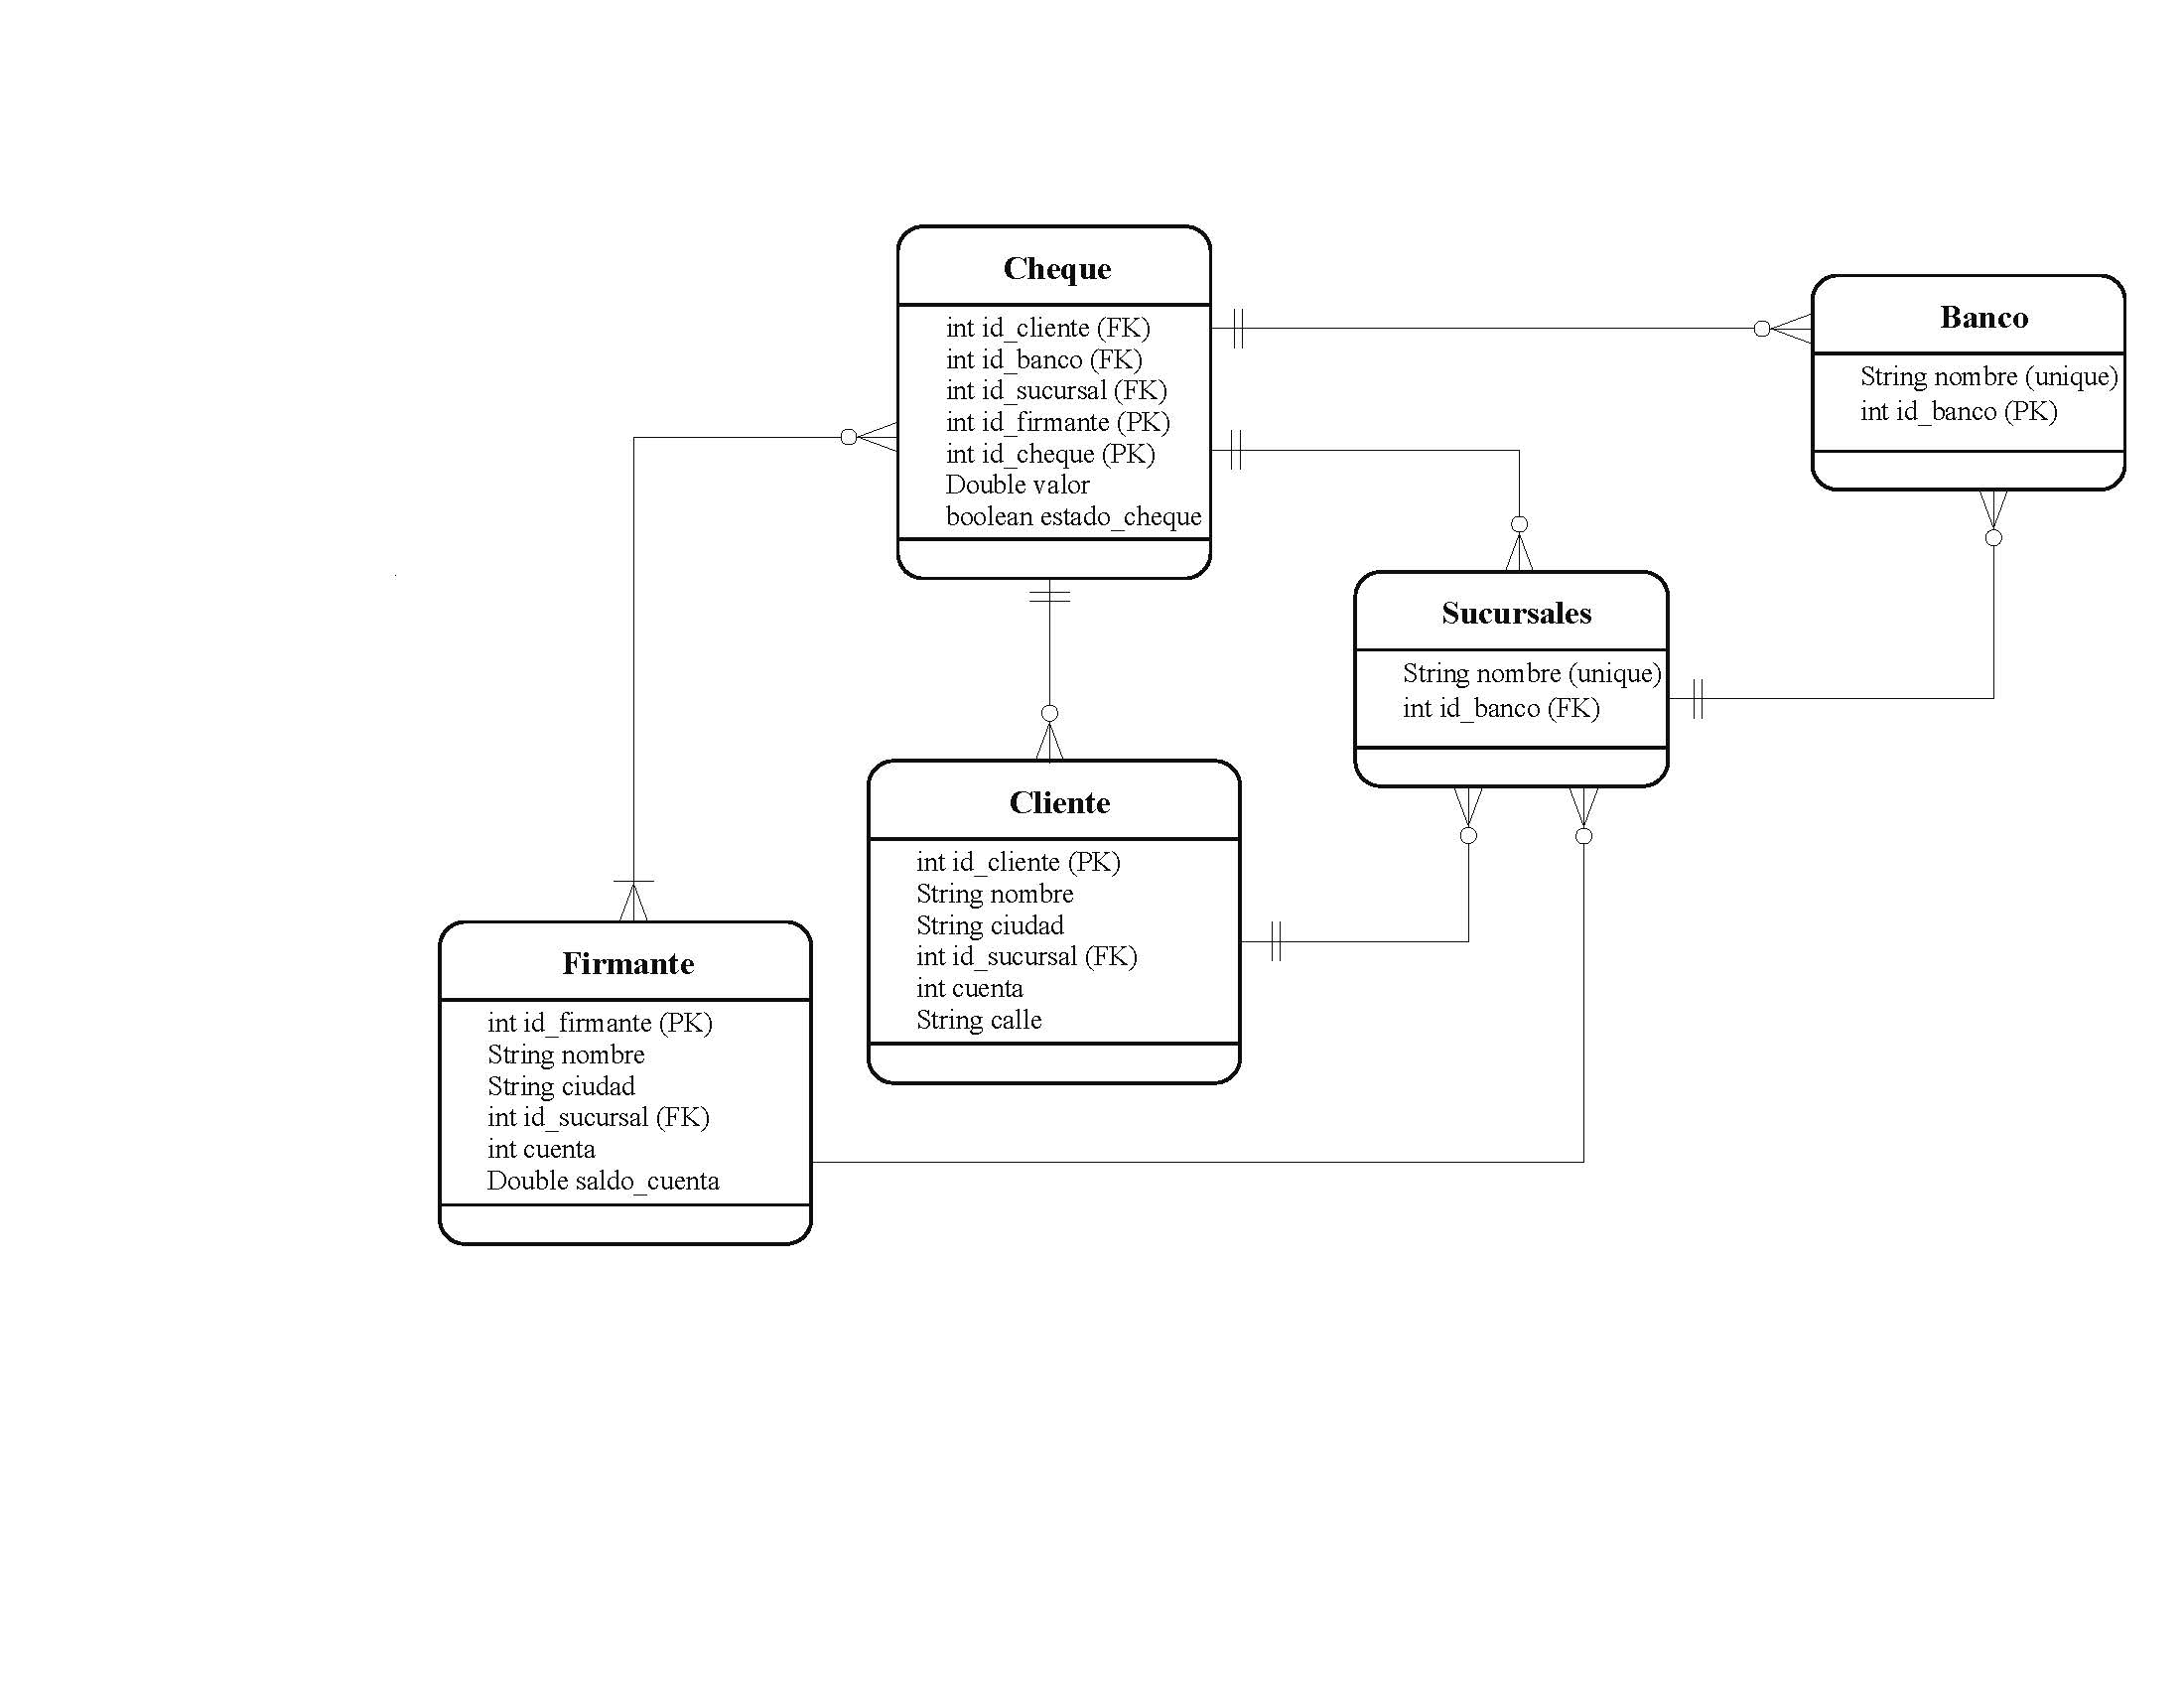 Cheque
int id_cliente (FK)
int id_banco (FK)
int id_sucursal (FK)
int id_firmante (PK)
int id_cheque (PK)
Double valor
boolean estado_cheque
Banco
String nombre (unique)
int id_banco (PK)
Sucursales
String nombre (unique)
int id_banco (FK)
Cliente
int id_cliente (PK)
String nombre
String ciudad
int id_sucursal (FK)
int cuenta
String calle
Firmante
int id_firmante (PK)
String nombre
String ciudad
int id_sucursal (FK)
int cuenta
Double saldo_cuenta